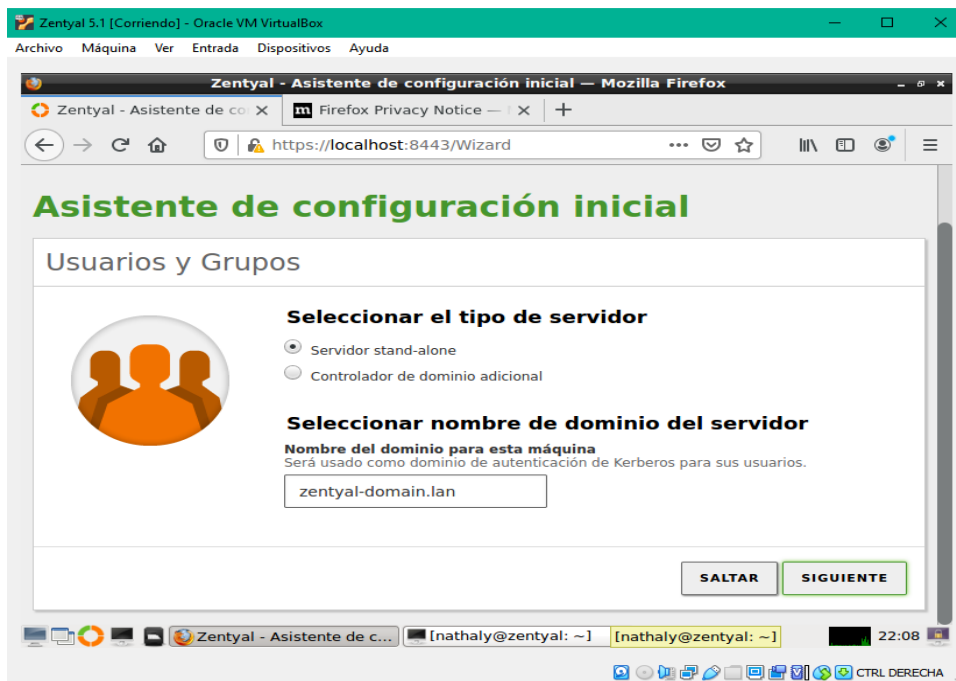 Zentyal 5.1 [Corriendo] - Oracle VM VirtualBox
Archivo Máquina Ver Entrada Dispositivos Ayuda
Zentyal - Asistente de configuración inicial — Mozilla Firefox
Zentyal - Asistente de co
Firefox Privacy Notice —
https://localhost:8443/Wizard
Asistente de configuración inicial
Usuarios y Grupos
Seleccionar el tipo de servidor
Servidor stand-alone
Controlador de dominio adicional
Seleccionar nombre de dominio del servidor
Nombre del dominio para esta máquina
Será usado como dominio de autenticación de Kerberos para sus usuarios.
zentyal-domain.lan
SALTAR SIGUIENTE
Zentyal - Asistente de c... [nathaly@zentyal: ~] [nathaly@zentyal: ~] 22:08
CTRL DERECHA